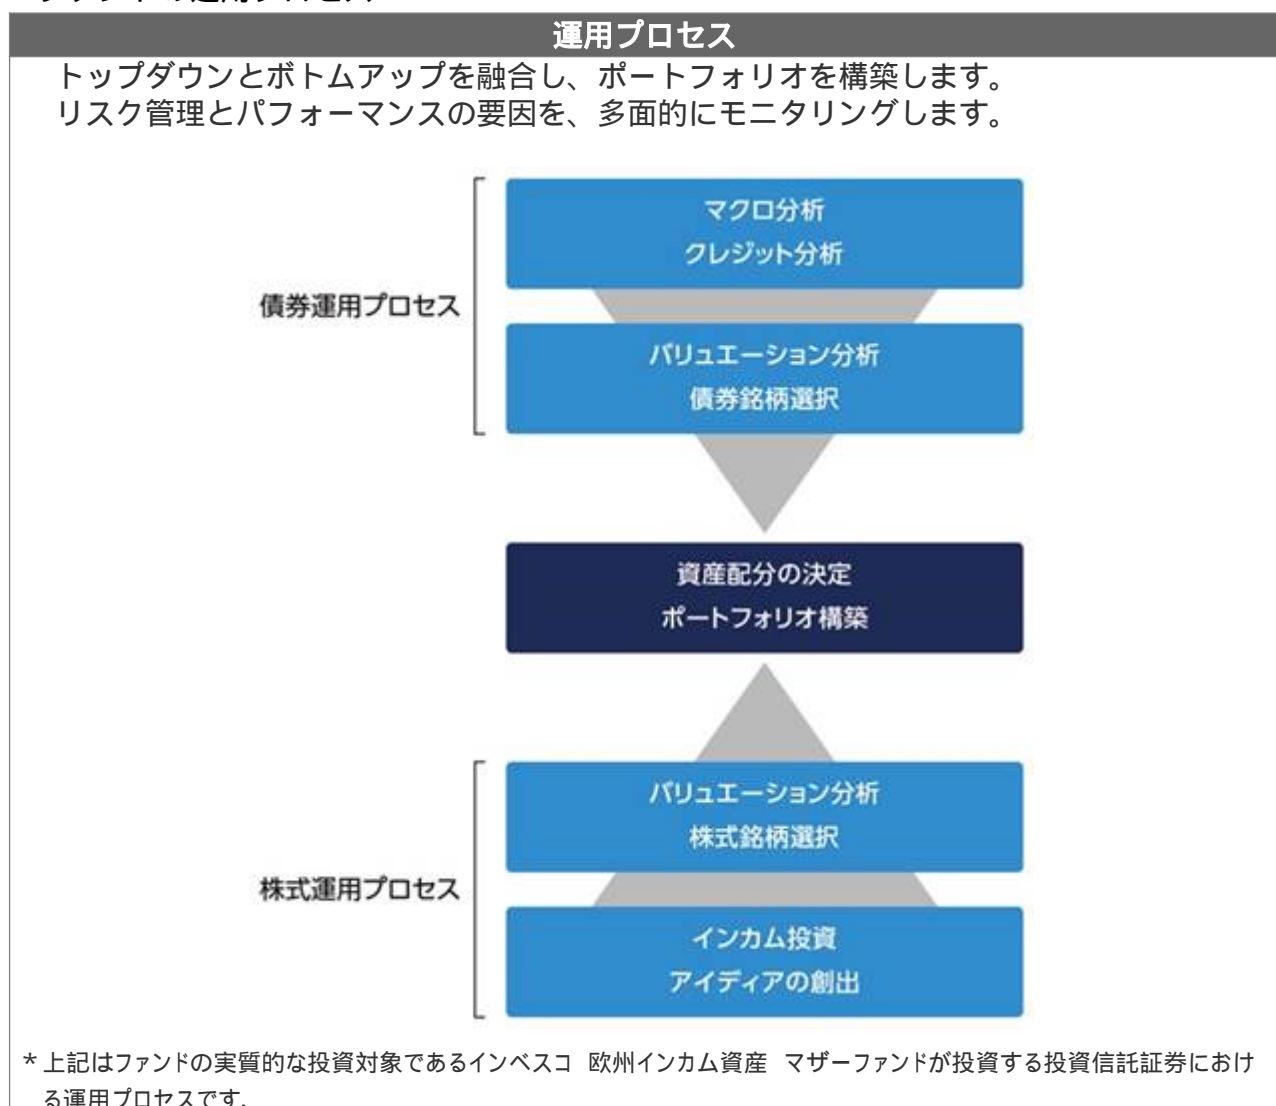 運用プロセス
トップダウンとボトムアップを融合し、ポートフォリオを構築します。
リスク管理とパフォーマンスの要因を、多面的にモニタリングします。
マクロ分析
クレジット分析
債券運用プロセス
バリュエーション分析
債券銘柄選択
資産配分の決定
ポートフォリオ構築
バリュエーション分析
株式銘柄選択
株式運用プロセス
インカム投資
アイディアの創出
*上記はファンドの実質的な投資対象であるインベスコ 欧州インカム資産 マザーファンドが投資する投資信託証券におけ
る運用プロセスです。